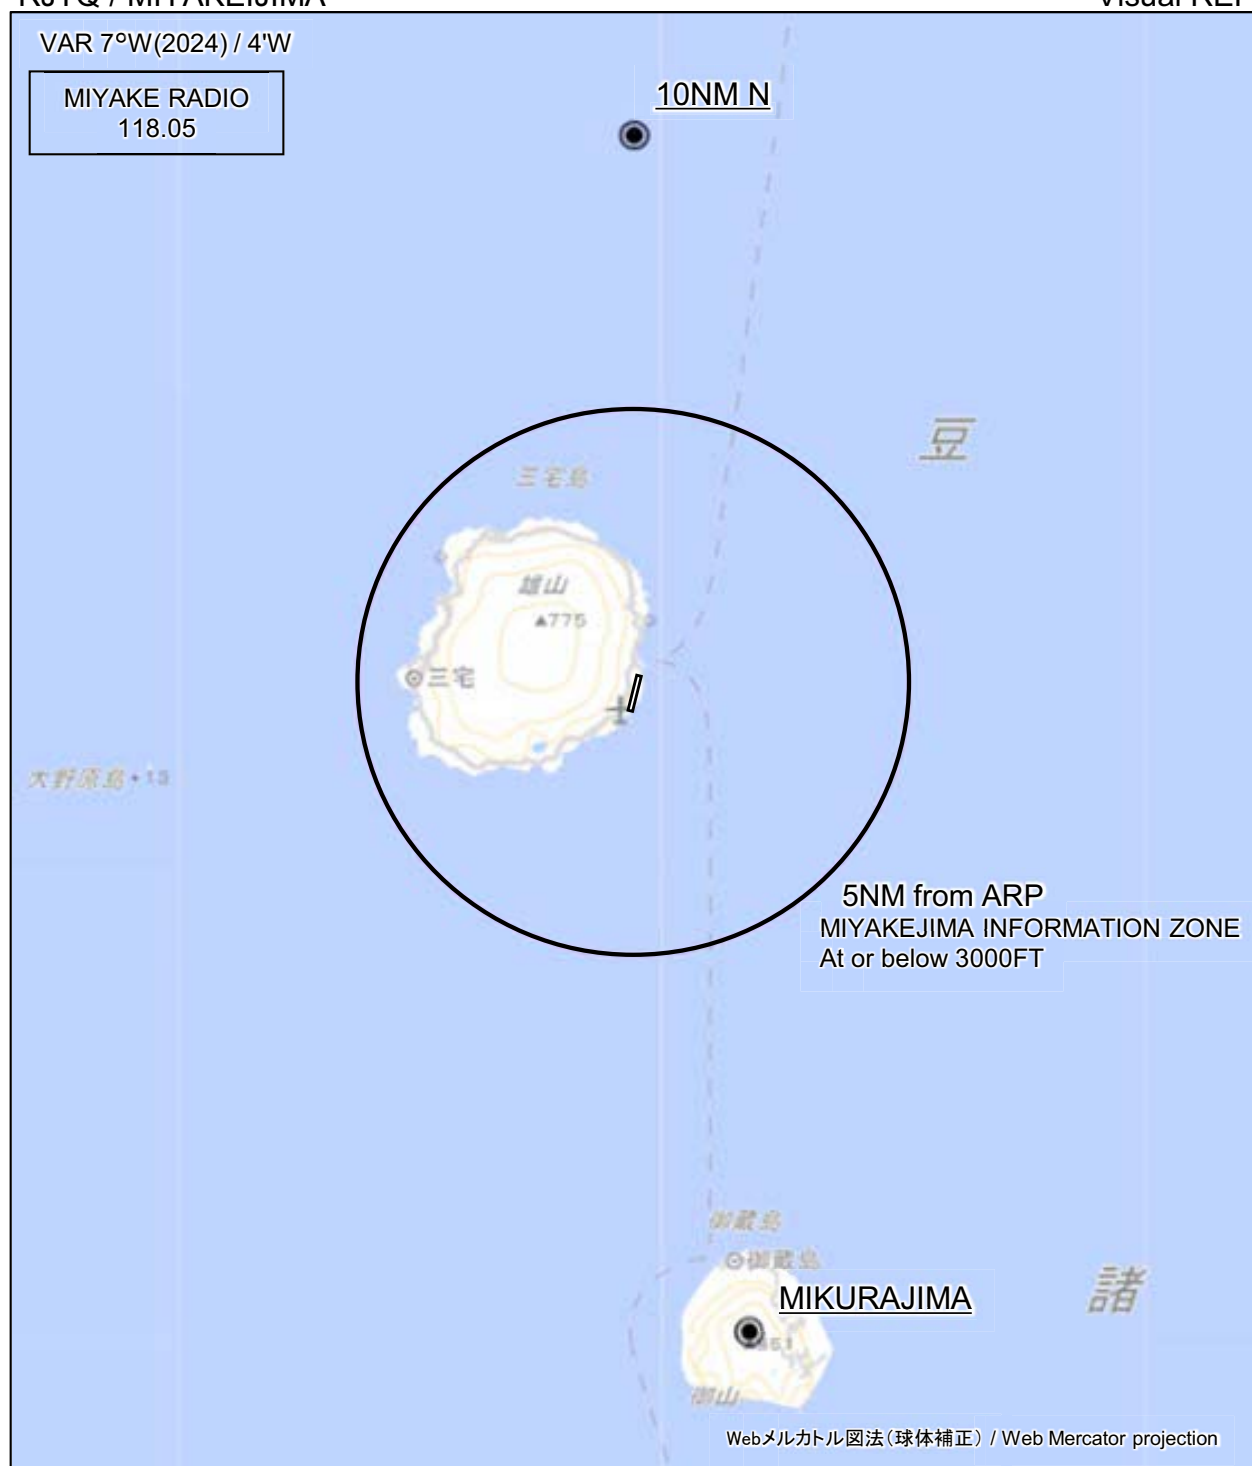 VAR 7°W(2024) / 4'W
MIYAKE RADIO
118.05
10NM N
豆
三宅島
雄山
▲775
三宅
大野原島・13
5NM from ARP
MIYAKEJIMA INFORMATION ZONE
At or below 3000FT
御蔵島
御蔵島
諸
MIKURAJIMA
御山
Webメルカトル図法(球体補正) / Web Mercator projection